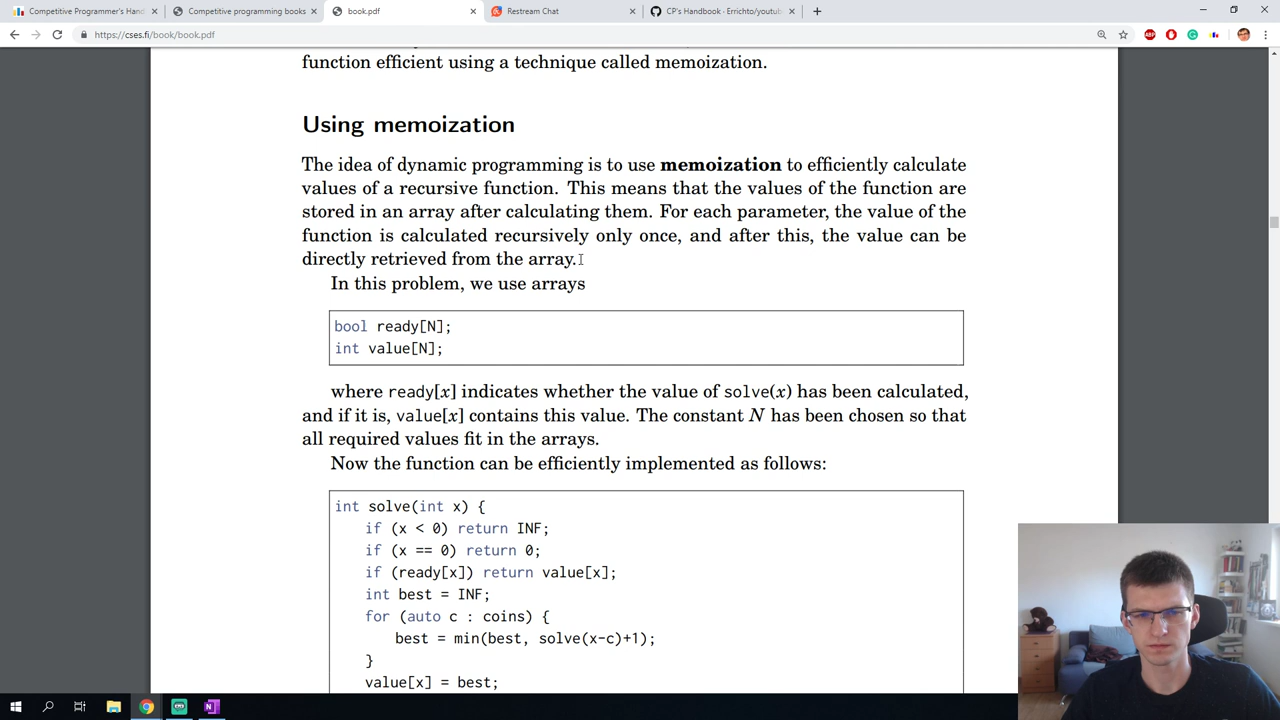 Competitive Programmer's Hand
Competitive programming books
book.pdf
Restream Chat
CP's Handbook · Errichto/youtub
https://cses.fi/book/book.pdf
function efficient using a technique called memoization.
Using memoization
The idea of dynamic programming is to use memoization to efficiently calculate
values of a recursive function. This means that the values of the function are
stored in an array after calculating them. For each parameter, the value of the
function is calculated recursively only once, and after this, the value can be
directly retrieved from the array.
In this problem, we use arrays
bool ready[N];
int value[N];
where ready[x] indicates whether the value of solve(x) has been calculated,
and if it is, value[x] contains this value. The constant N has been chosen so that
all required values fit in the arrays.
Now the function can be efficiently implemented as follows:
int solve(int x) {
if (x < 0) return INF;
if (x == 0) return 0;
if (ready[x]) return value[x];
int best = INF;
for (auto c : coins) {
best = min(best, solve(x-c)+1);
}
value[x] = best;